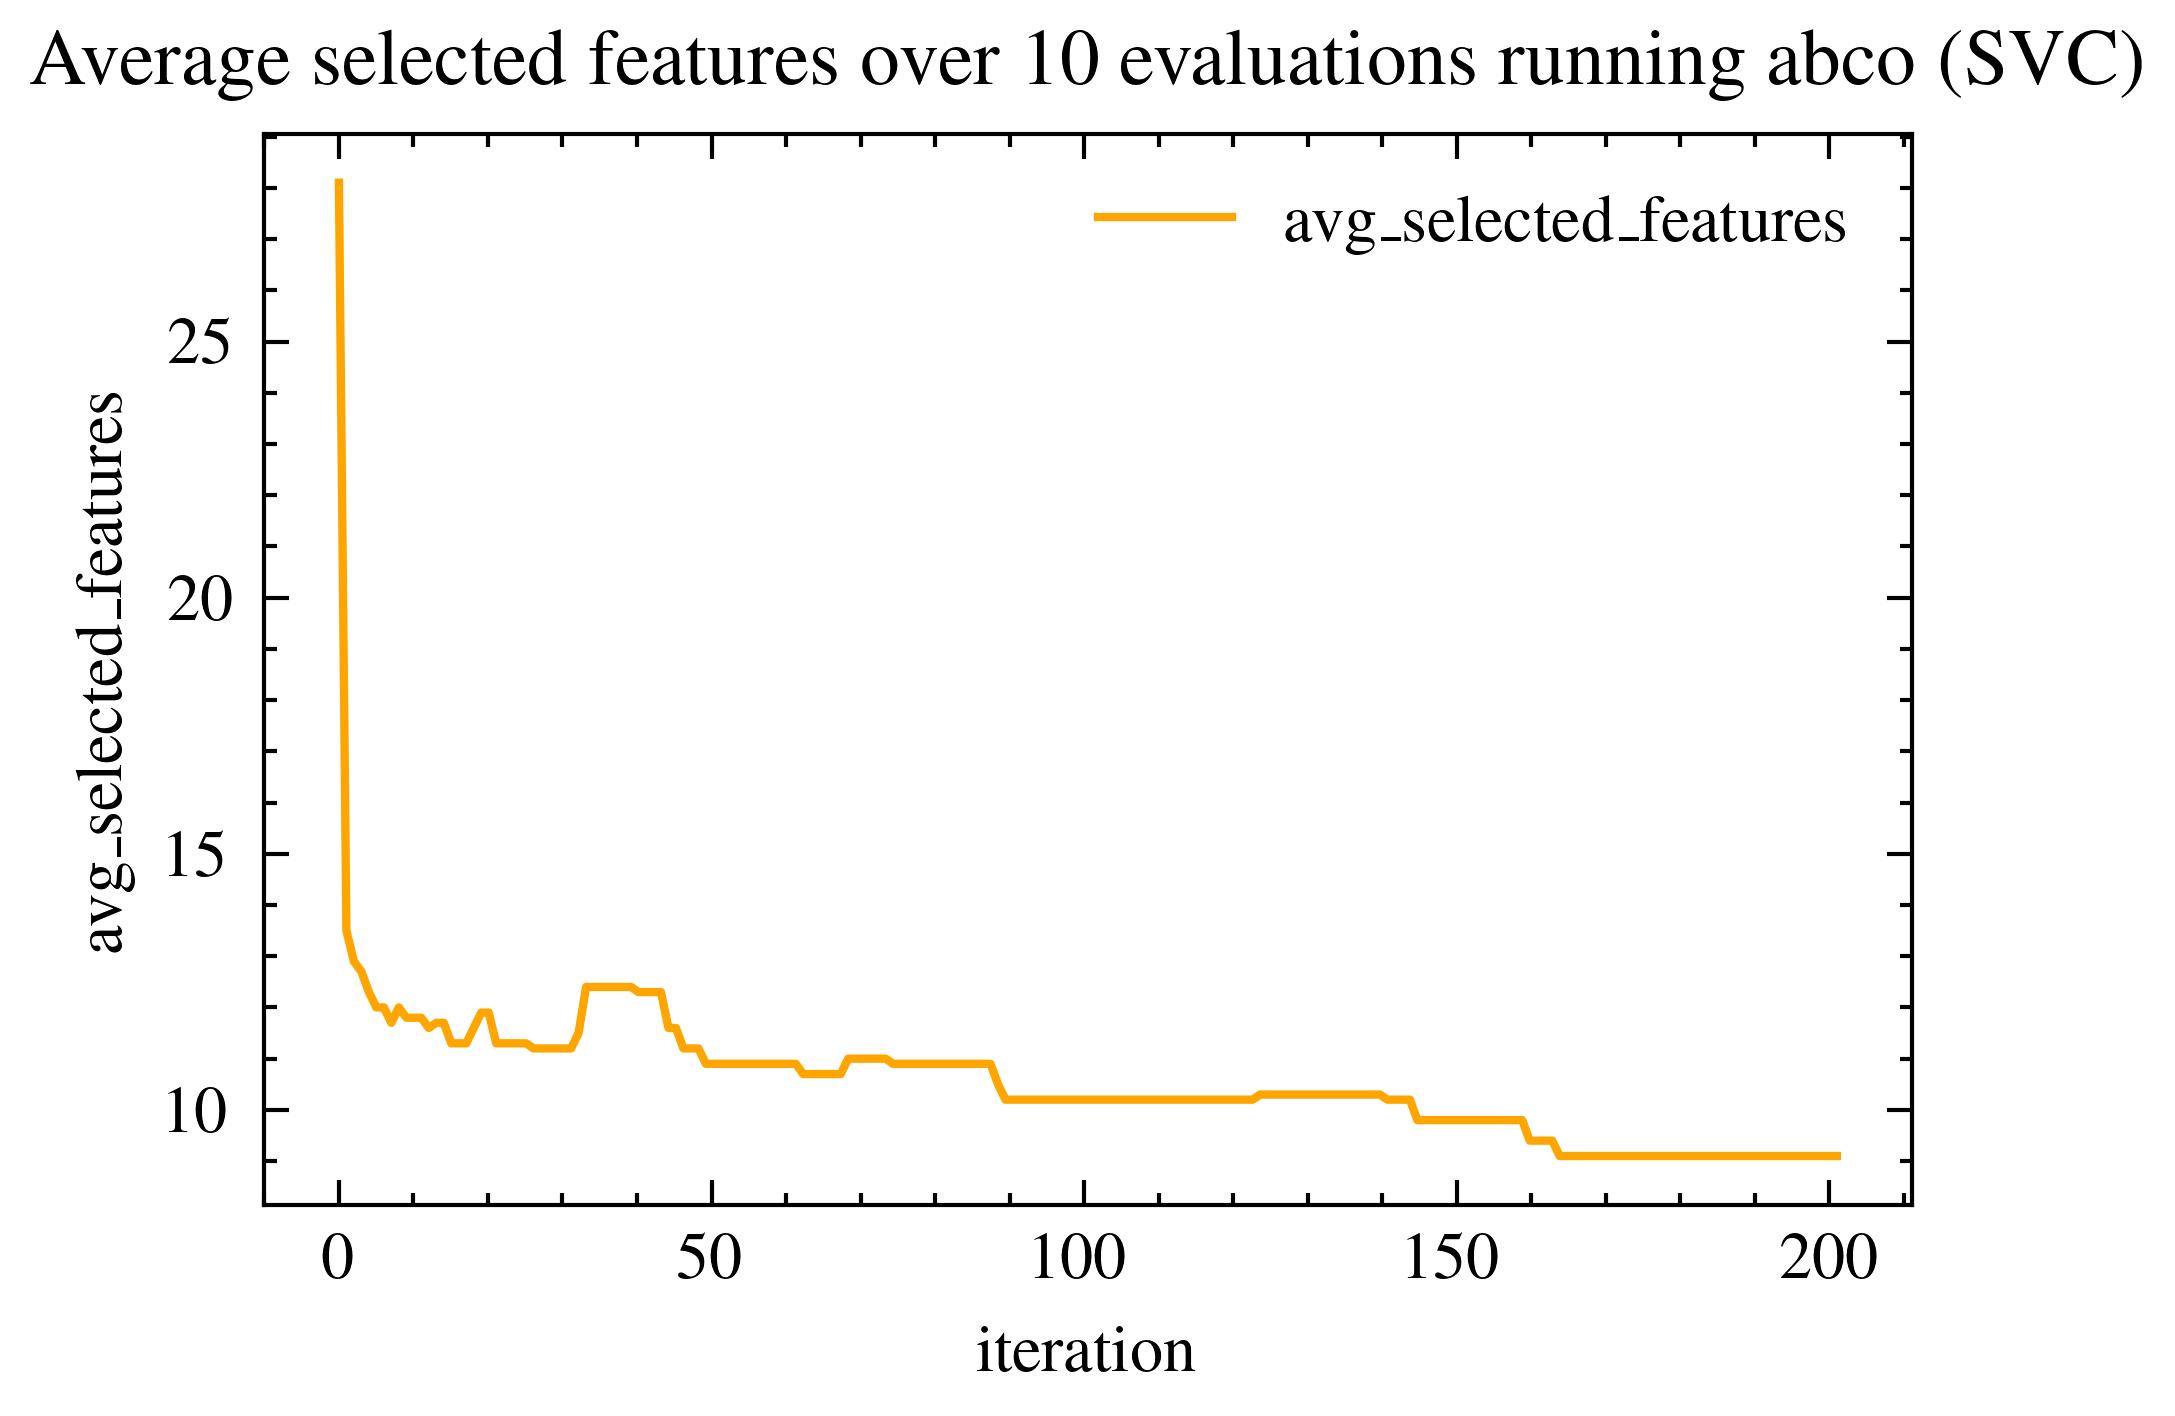 Average selected features over 10 evaluations running abco (SVC)
avg_selected_features
avg_selected_features
25
20
15
10
0 50 100 150 200
iteration